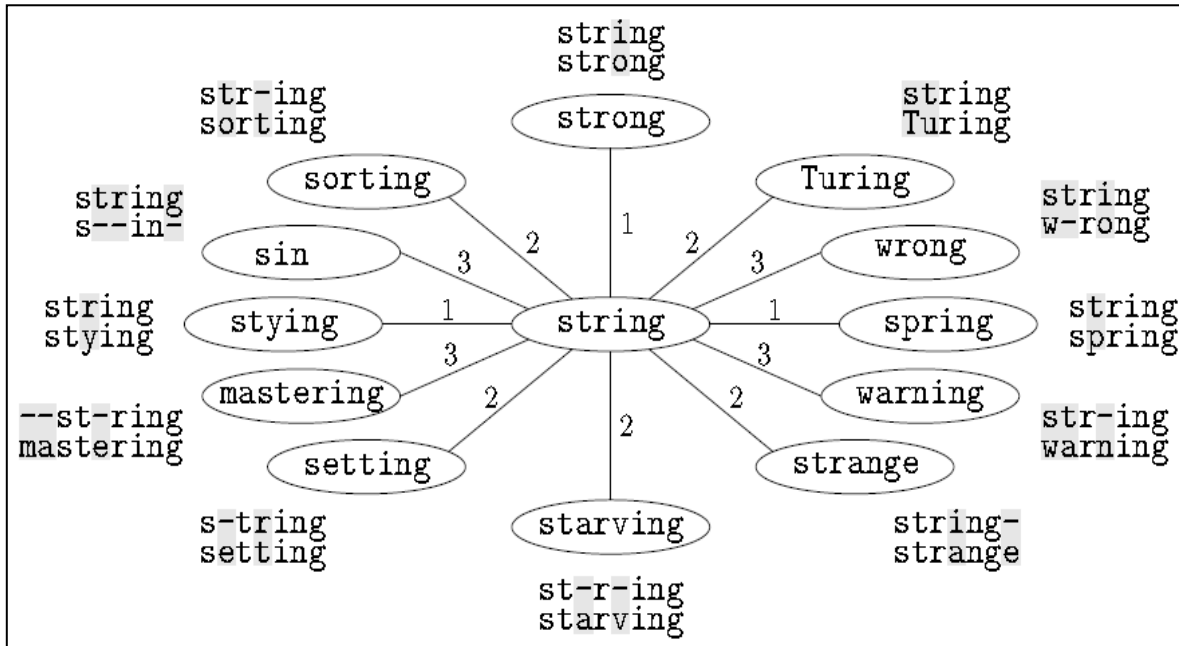 string
strong
strong
str-ing
sorting
sorting
string
Turing
Turing
string
s--in-
sin
string
w-rong
wrong
1
2
2
3
3
string
stying
stying
1
string
1
spring
string
spring
--st-ring
mastering
mastering
3
3
warning
str-ing
warning
s-tring
setting
setting
2
2
2
strange
string-
strange
starving
st-r-ing
starving